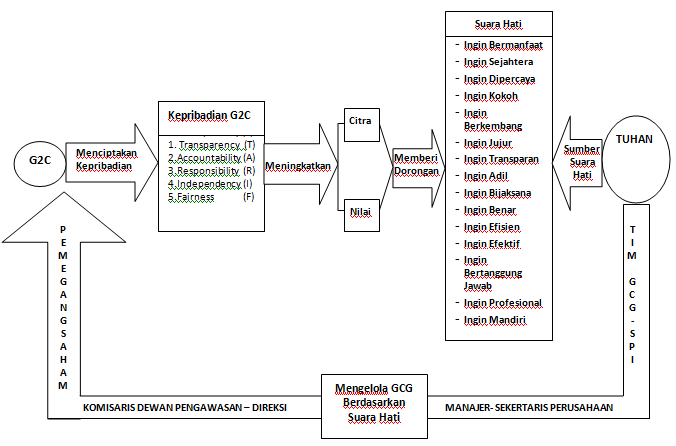 Suara Hati
- Ingin Bermanfaat
- Ingin Sejahtera
- Ingin Dipercaya
- Ingin Kokoh
- Ingin
Berkembang
- Ingin Jujur
- Ingin Transparan
- Ingin Adil
- Ingin Bijaksana
- Ingin Benar
- Ingin Efisien
- Ingin Efektif
- Ingin
Bertanggung
Jawab
- Ingin Profesional
- Ingin Mandiri
G2C
Menciptakan
Kepribadian
Kepribadian G2C
1. Transparency (T)
2.Accountability (A)
3.Responsibility (R)
4.Independency (I)
5.Fairness (F)
Meningkatkan
Citra
Nilai
Memberi
Dorongan
Sumber
Suara
Hati
TUHAN
PEMEGANGSAHAM
TIM GCG-SPI
KOMISARIS DEWAN PENGAWASAN – DIREKSI
Mengelola GCG
Berdasarkan
Suara Hati
MANAJER- SEKERTARIS PERUSAHAAN